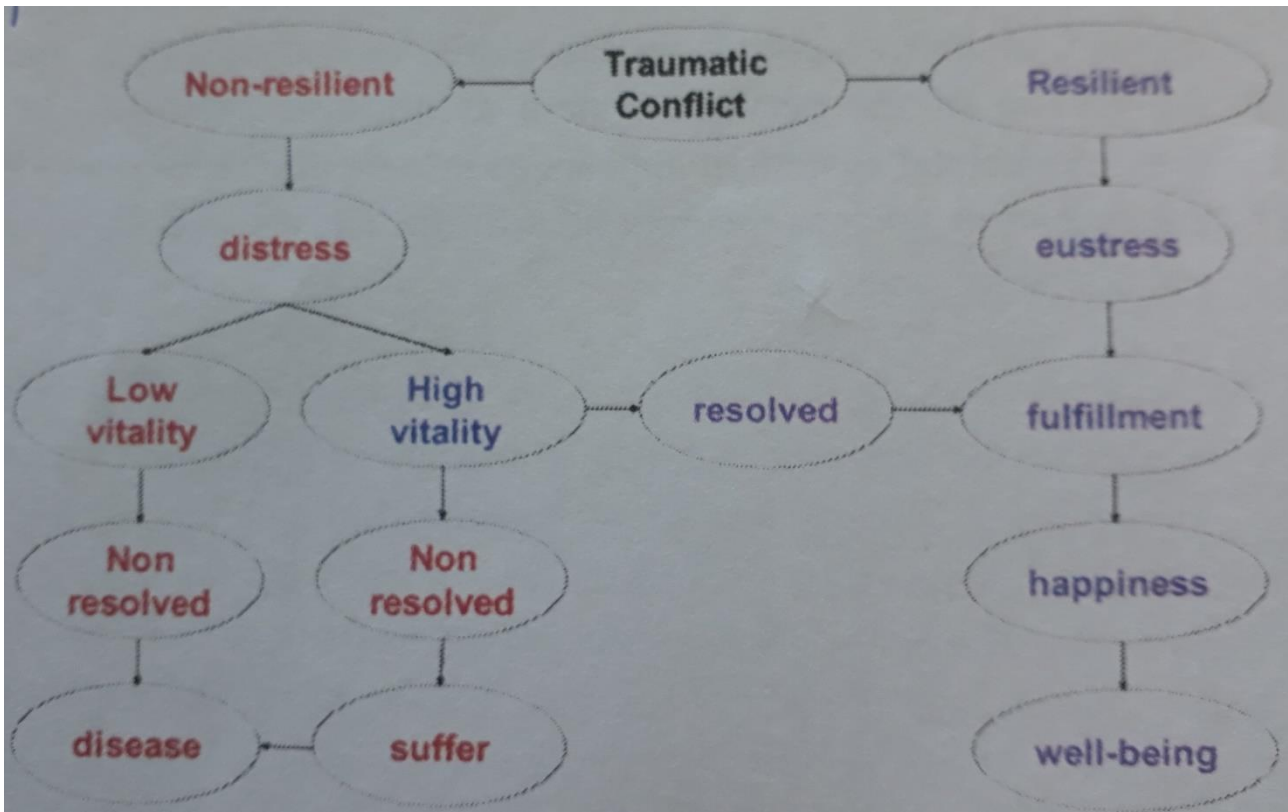 Non-resilient
Traumatic
Conflict
Resilient
distress
eustress
Low
vitality
High
vitality
resolved
fulfillment
Non
resolved
Non
resolved
happiness
disease
suffer
well-being